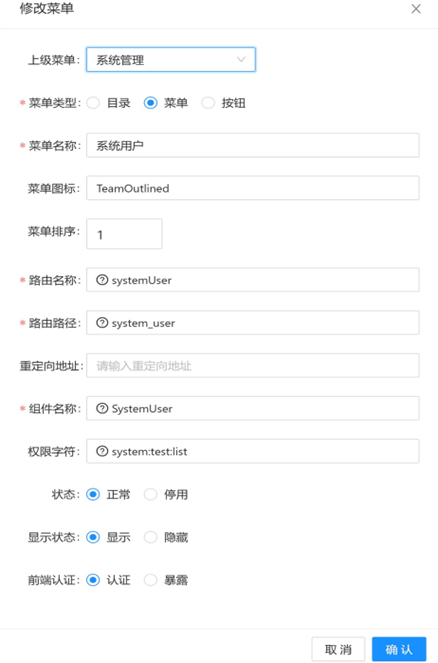 修改菜单
上级菜单: 系统管理
* 菜单类型: 目录 菜单 按钮
* 菜单名称: 系统用户
菜单图标: TeamOutlined
菜单排序: 1
* 路由名称: systemUser
* 路由路径: system_user
重定向地址: 请输入重定向地址
* 组件名称: SystemUser
权限字符: system:test:list
状态: 正常 停用
显示状态: 显示 隐藏
前端认证: 认证 暴露
取 消 确 认